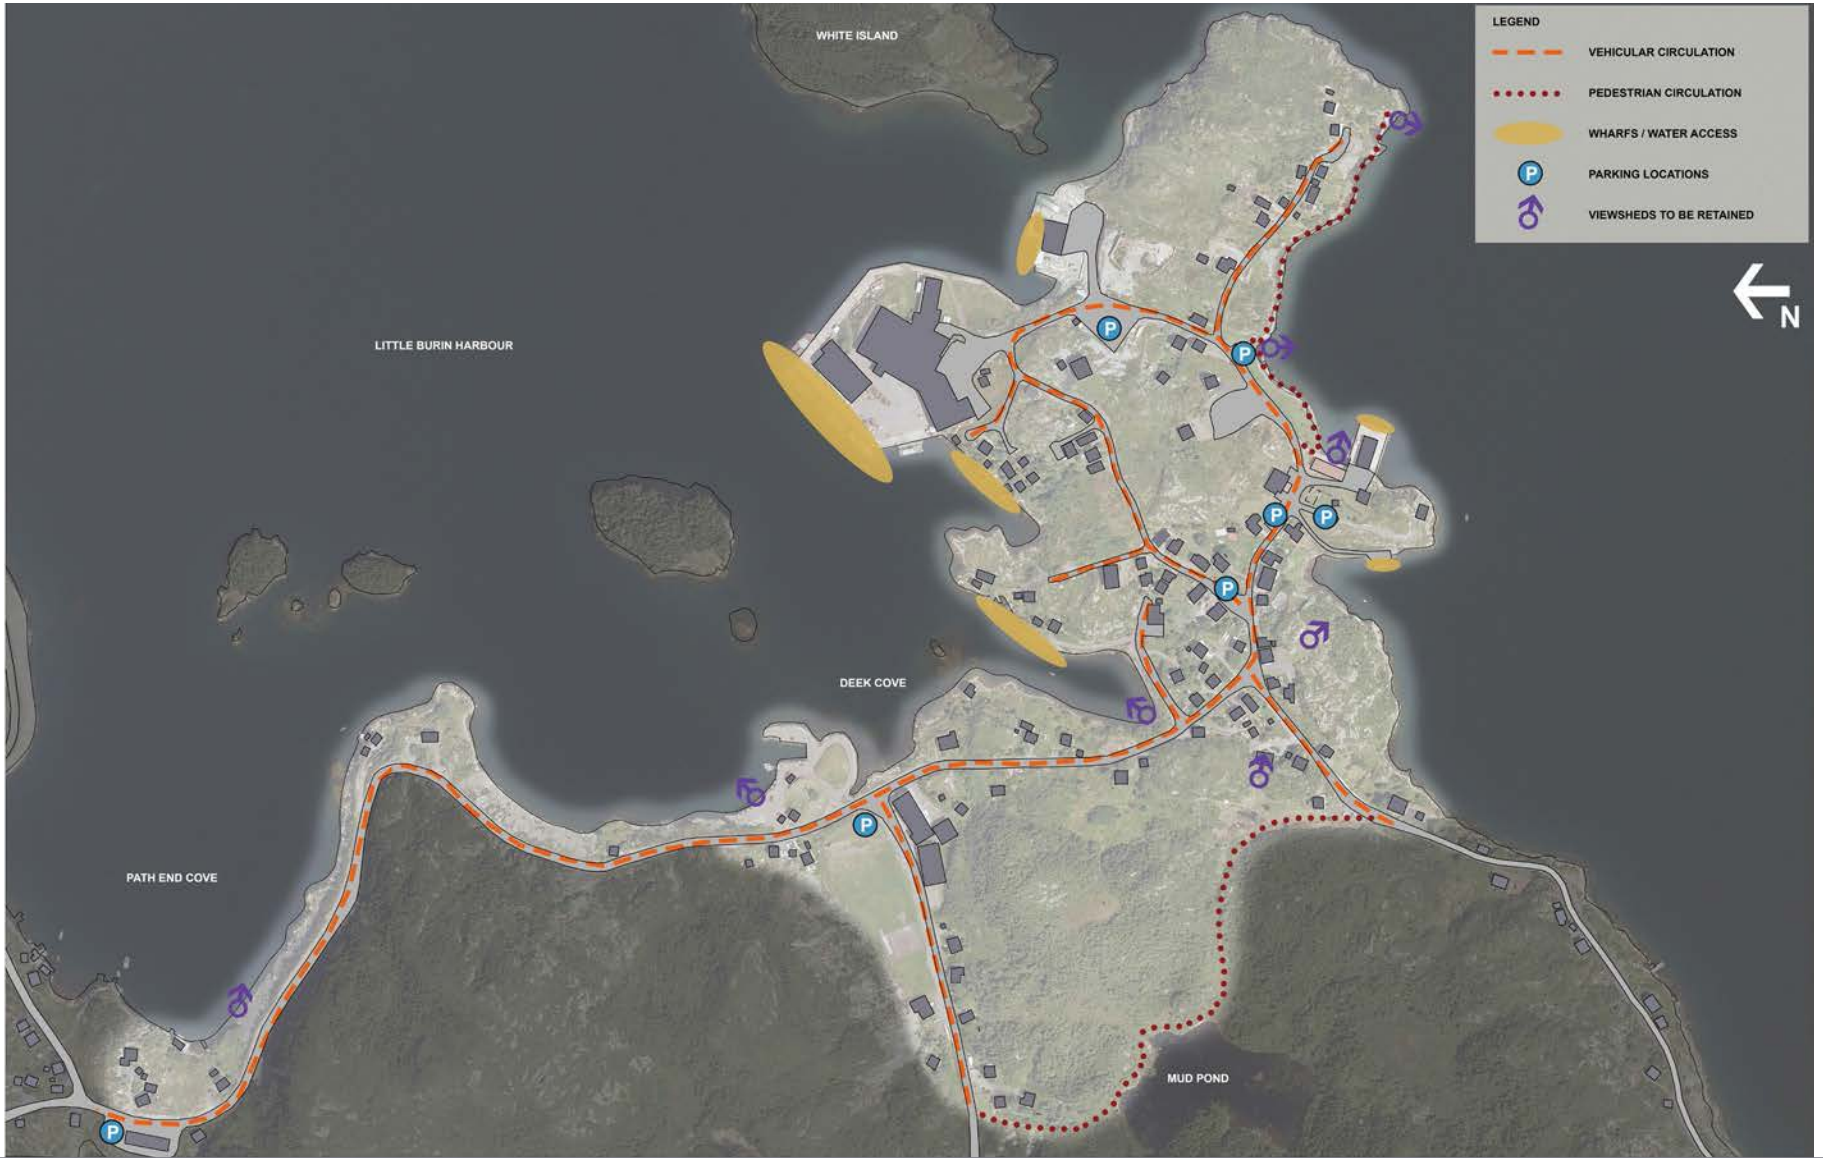 WHITE ISLAND
LEGEND
VEHICULAR CIRCULATION
PEDESTRIAN CIRCULATION
WHARFS / WATER ACCESS
P
PARKING LOCATIONS
VIEWSHEDS TO BE RETAINED
N
LITTLE BURIN HARBOUR
P
P
P
P
P
DEEK COVE
P
PATH END COVE
MUD POND
P